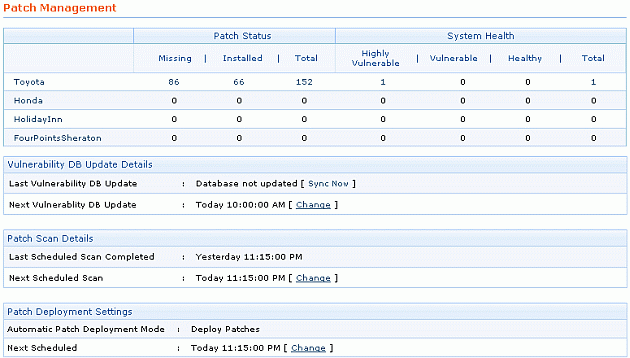 Patch Management
Patch Status System Health
Missing | Installed | Total Highly Vulnerable | Vulnerable | Healthy | Total
Toyota 86 66 152 1 0 0 1
Honda 0 0 0 0 0 0 0
HolidayInn 0 0 0 0 0 0 0
FourPointsSheraton 0 0 0 0 0 0 0
Vulnerability DB Update Details
Last Vulnerability DB Update : Database not updated [ Sync Now ]
Next Vulnerablity DB Update : Today 10:00:00 AM [ Change ]
Patch Scan Details
Last Scheduled Scan Completed : Yesterday 11:15:00 PM
Next Scheduled Scan : Today 11:15:00 PM [ Change ]
Patch Deployment Settings
Automatic Patch Deployment Mode : Deploy Patches
Next Scheduled : Today 11:15:00 PM [ Change ]